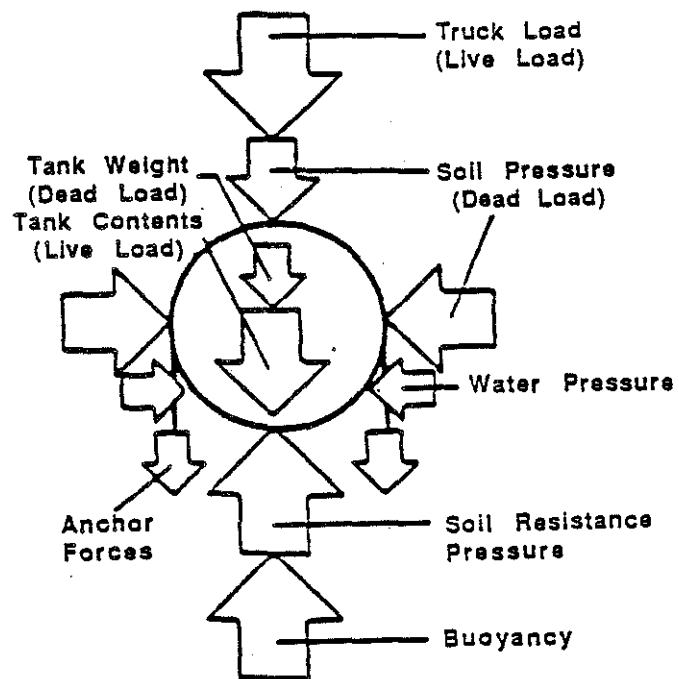 Truck Load
(Live Load)
Tank Weight
(Dead Load)
Tank Contents
(Live Load)
Soil Pressure
(Dead Load)
Water Pressure
Anchor
Forces
Soil Resistance
Pressure
Buoyancy